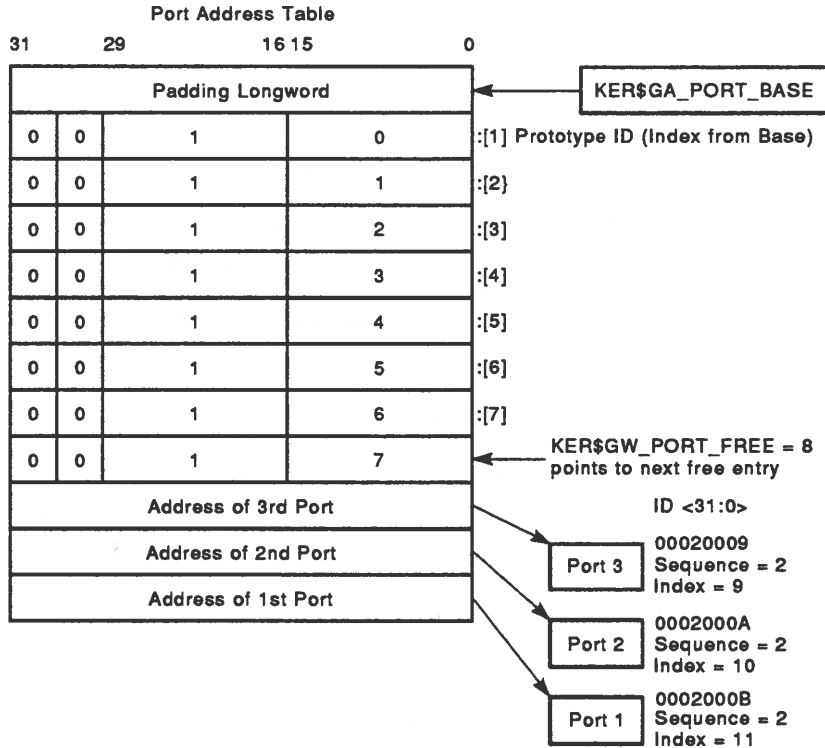 Port Address Table
31 29 16 15 0
Padding Longword
KER$GA_PORT_BASE
0 0 1 0 :[1] Prototype ID (Index from Base)
0 0 1 1 :[2}
0 0 1 2 :[3]
0 0 1 3 :[4]
0 0 1 4 :[5]
0 0 1 5 :[6]
0 0 1 6 :[7]
0 0 1 7
KER$GW_PORT_FREE = 8
points to next free entry
Address of 3rd Port
ID <31:0>
Address of 2nd Port
Address of 1st Port
Port 3
00020009
Sequence = 2
Index = 9
Port 2
0002000A
Sequence = 2
Index = 10
Port 1
0002000B
Sequence = 2
Index = 11